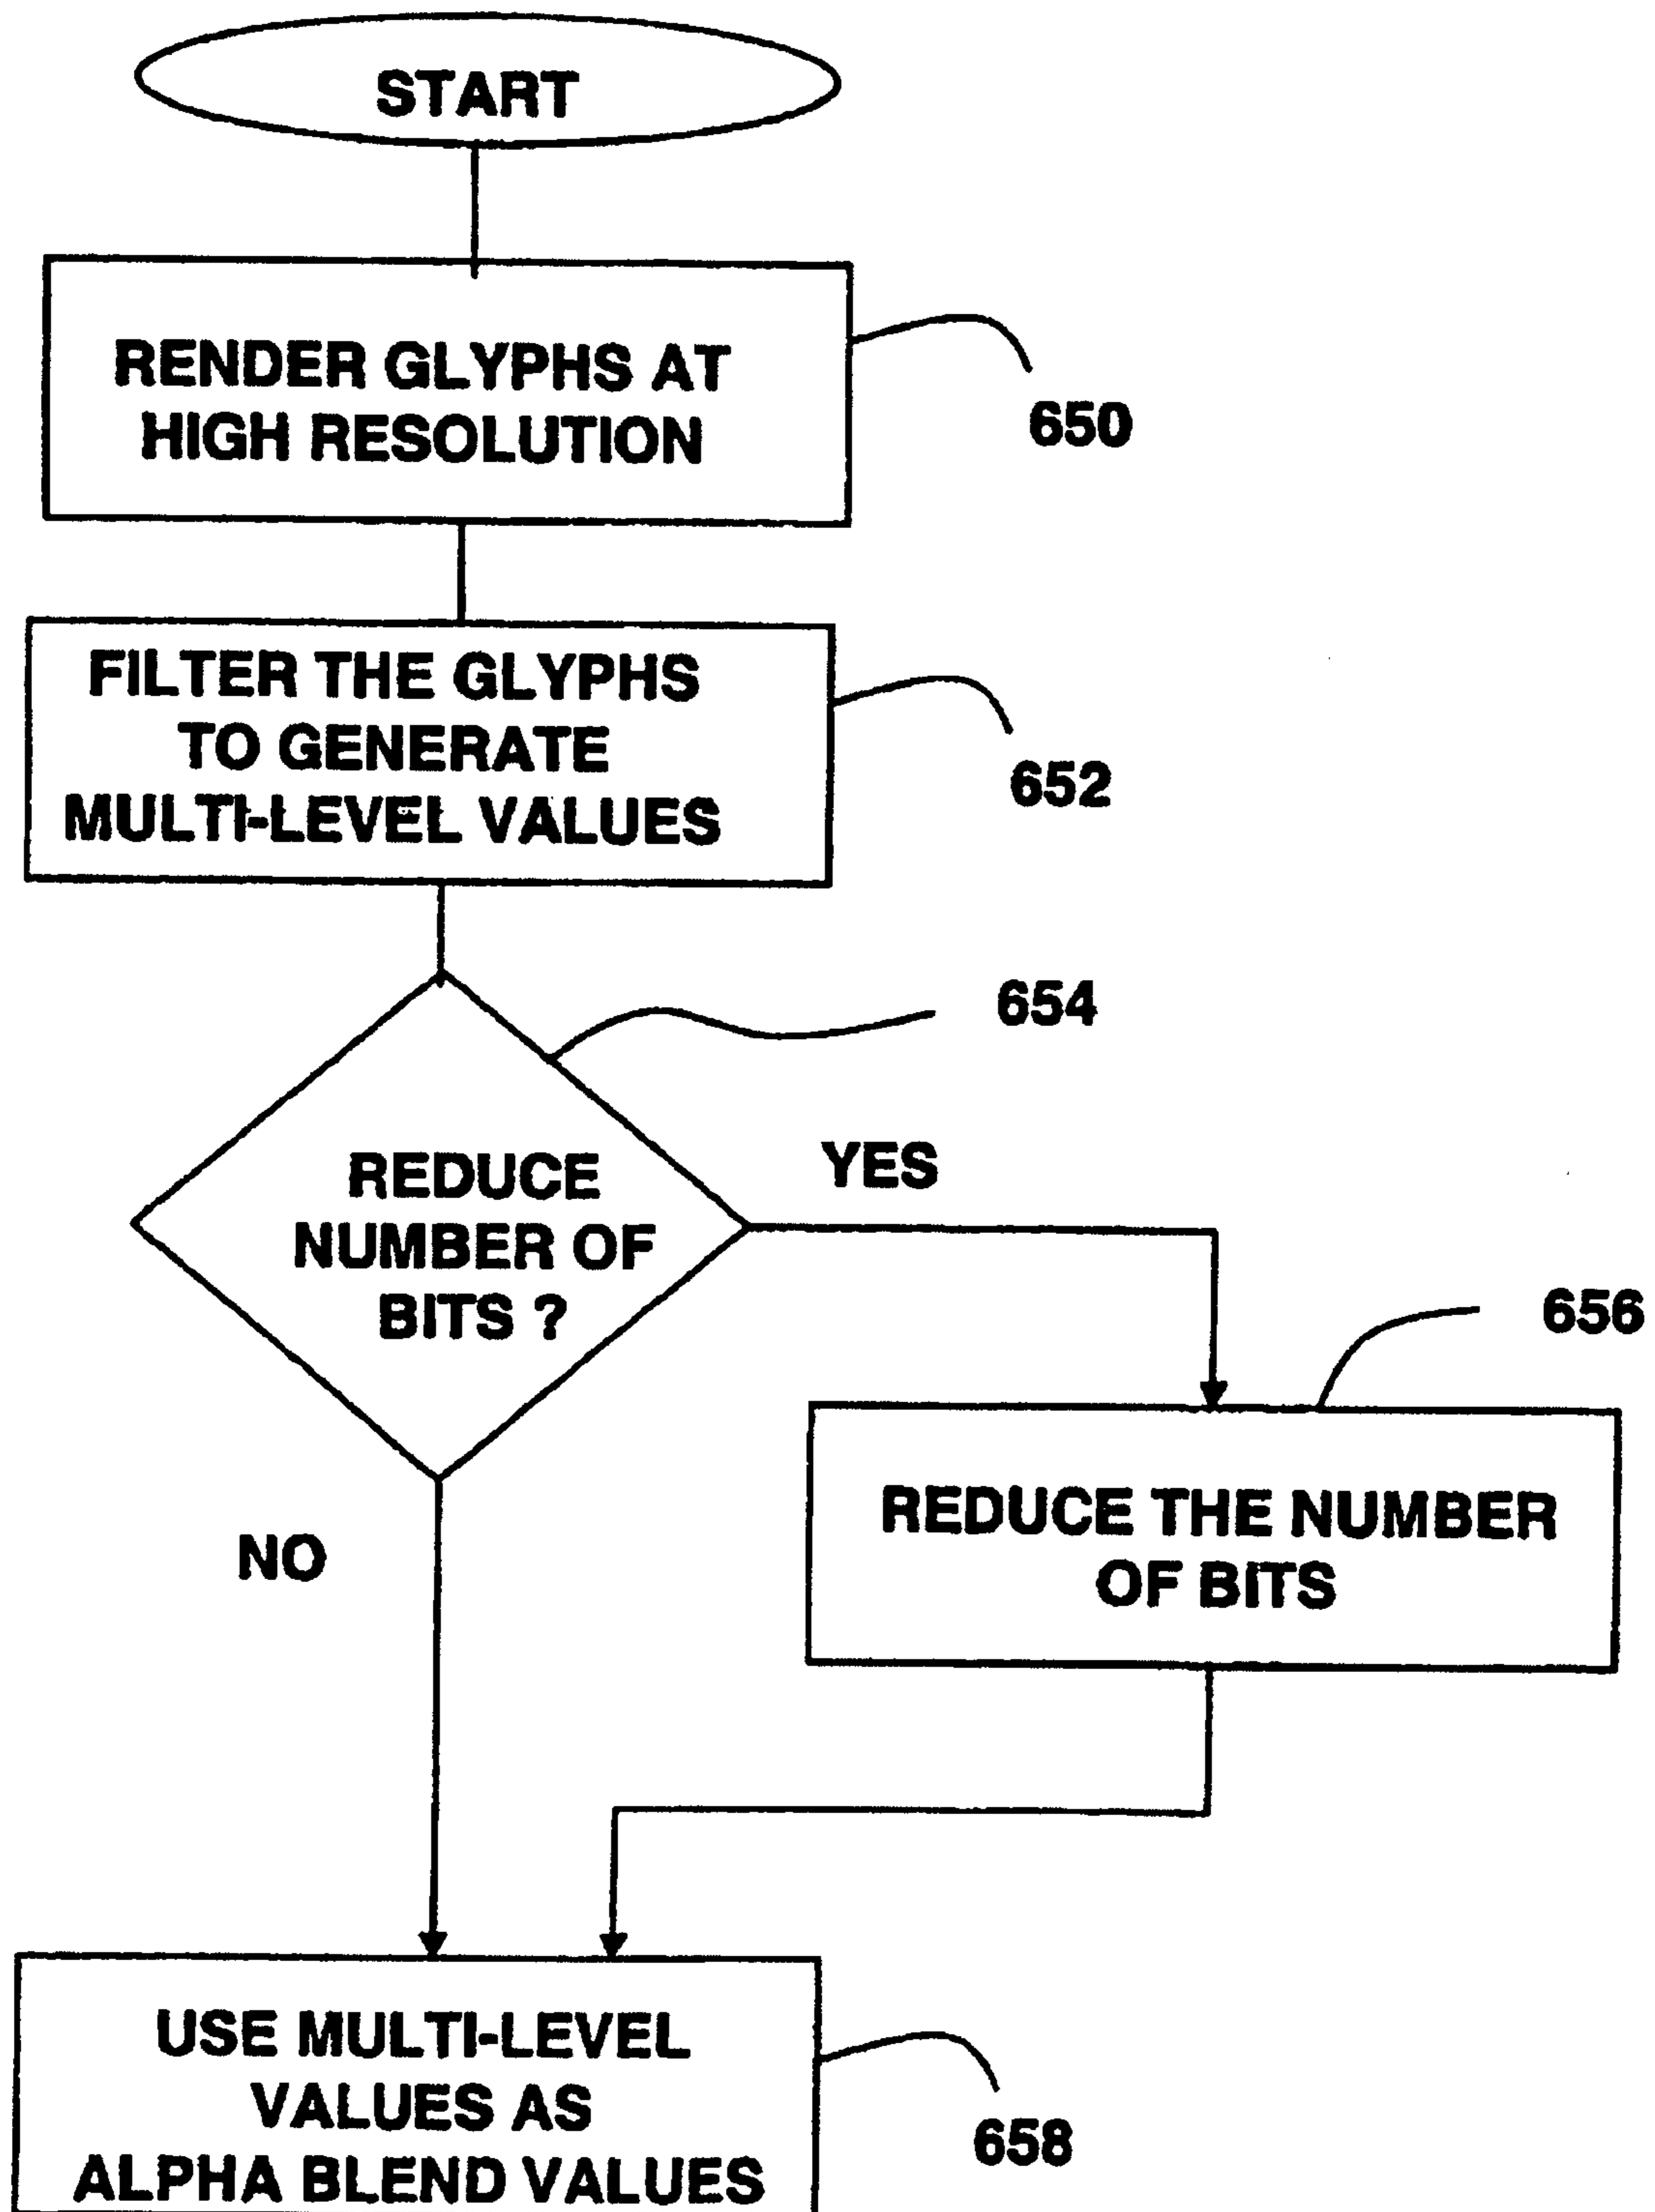 START
RENDER GLYPHS AT
HIGH RESOLUTION
650
FILTER THE GLYPHS
TO GENERATE
MULTI-LEVEL VALUES
652
654
REDUCE
NUMBER OF
BITS ?
YES
656
REDUCE THE NUMBER
OF BITS
NO
USE MULTI-LEVEL
VALUES AS
ALPHA BLEND VALUES
658